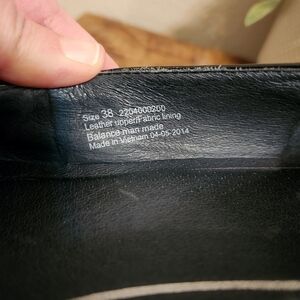 Size 38 2204000200
Leather upper/Fabric lining
Balance man made
Made in Vietnam 04-05-2014